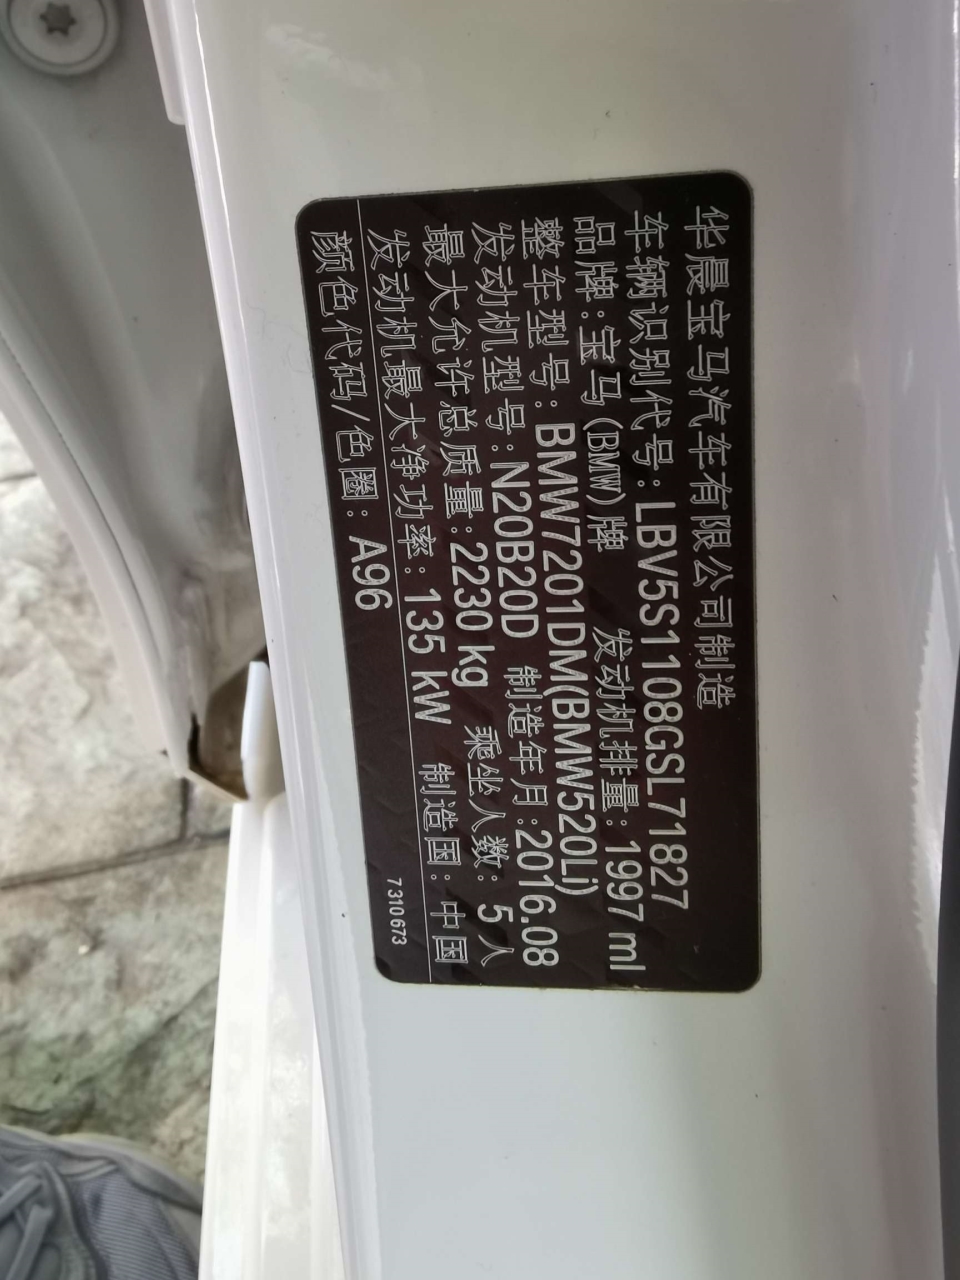 华晨宝马汽车有限公司制造
车辆识别代号:LBV5S1108GSL71827
品牌:宝马(BMW)牌 发动机排量:1997 ml
整车型号:BMW7201DM(BMW520Li)
发动机型号:N20B20D 制造年月:2016.08
最大允许总质量:2230 kg 乘坐人数:5人
发动机最大净功率:135 kW 制造国:中国
颜色代码/色圈:A96
7 310 673